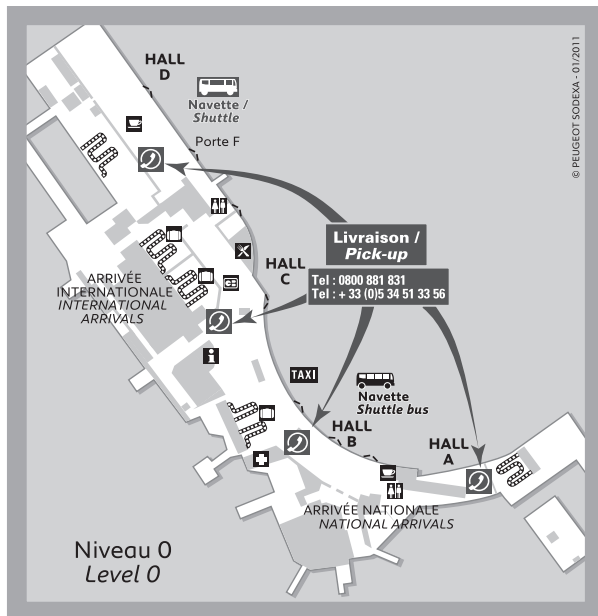 HALL
D
© PEUGEOT SODEXA - 01/2011
Navette /
Shuttle
Porte F
Livraison /
Pick-up
HALL
C
Tel : 0800 881 831
Tel : + 33 (0)5 34 51 33 56
ARRIVÉE
INTERNATIONALE
INTERNATIONAL
ARRIVALS
i
TAXI
Navette
Shuttle bus
HALL
B
HALL
A
ARRIVÉE NATIONALE
NATIONAL ARRIVALS
Niveau 0
Level 0